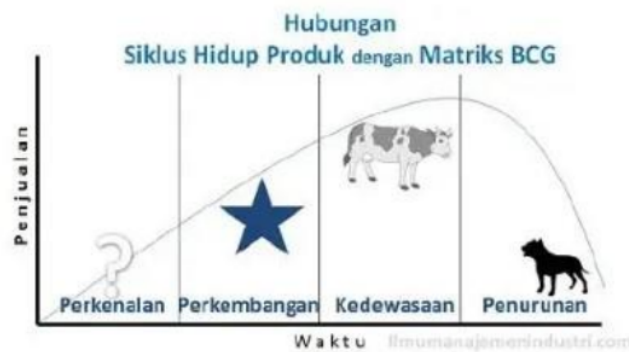 Hubungan
Siklus Hidup Produk dengan Matriks BCG
Penjualan
?
Perkenalan Perkembangan Kedewasaan Penurunan
Waktu
Ilmumanajemenindustri.com